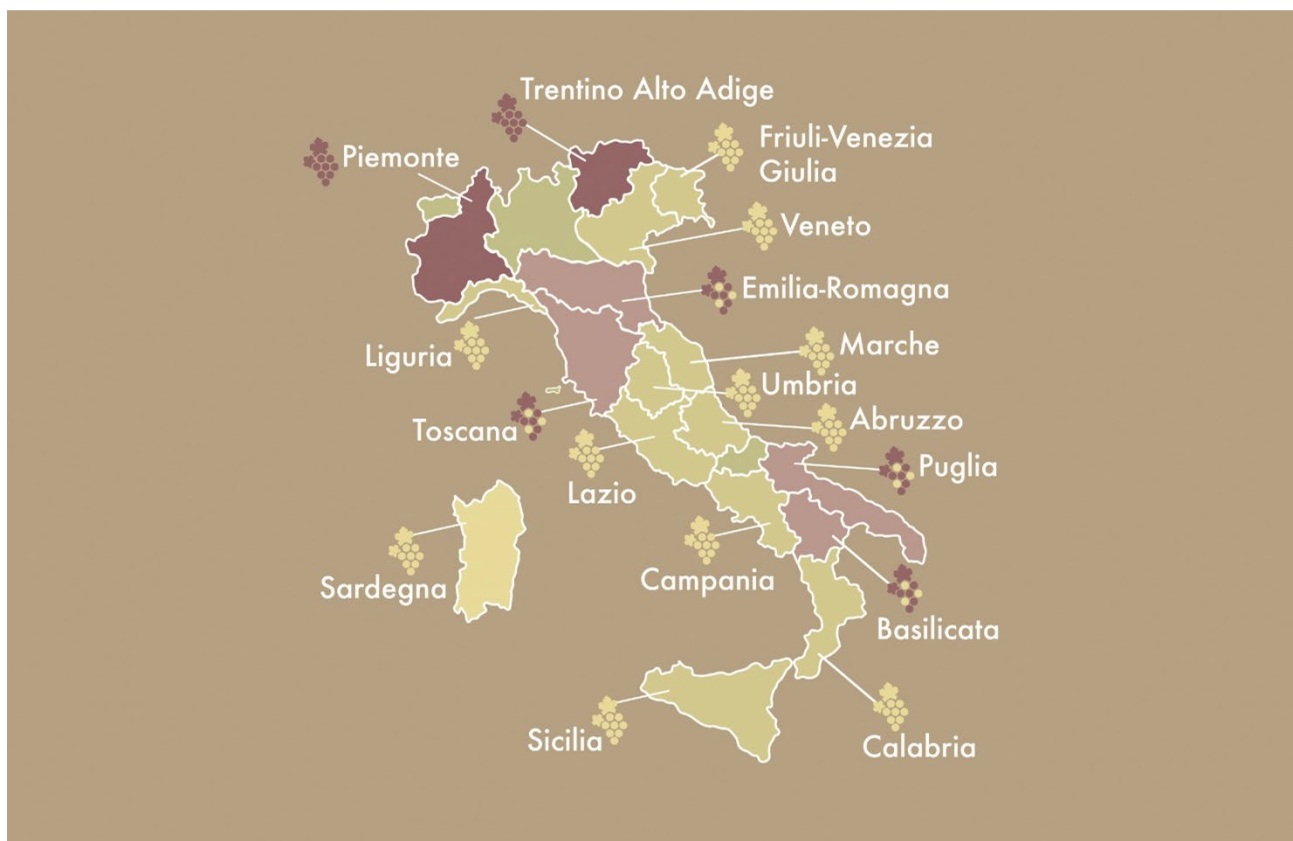 Trentino Alto Adige
Piemonte
Friuli-Venezia
Giulia
Veneto
Emilia-Romagna
Liguria
Marche
Umbria
Toscana
Abruzzo
Lazio
Puglia
Sardegna
Campania
Basilicata
Sicilia
Calabria